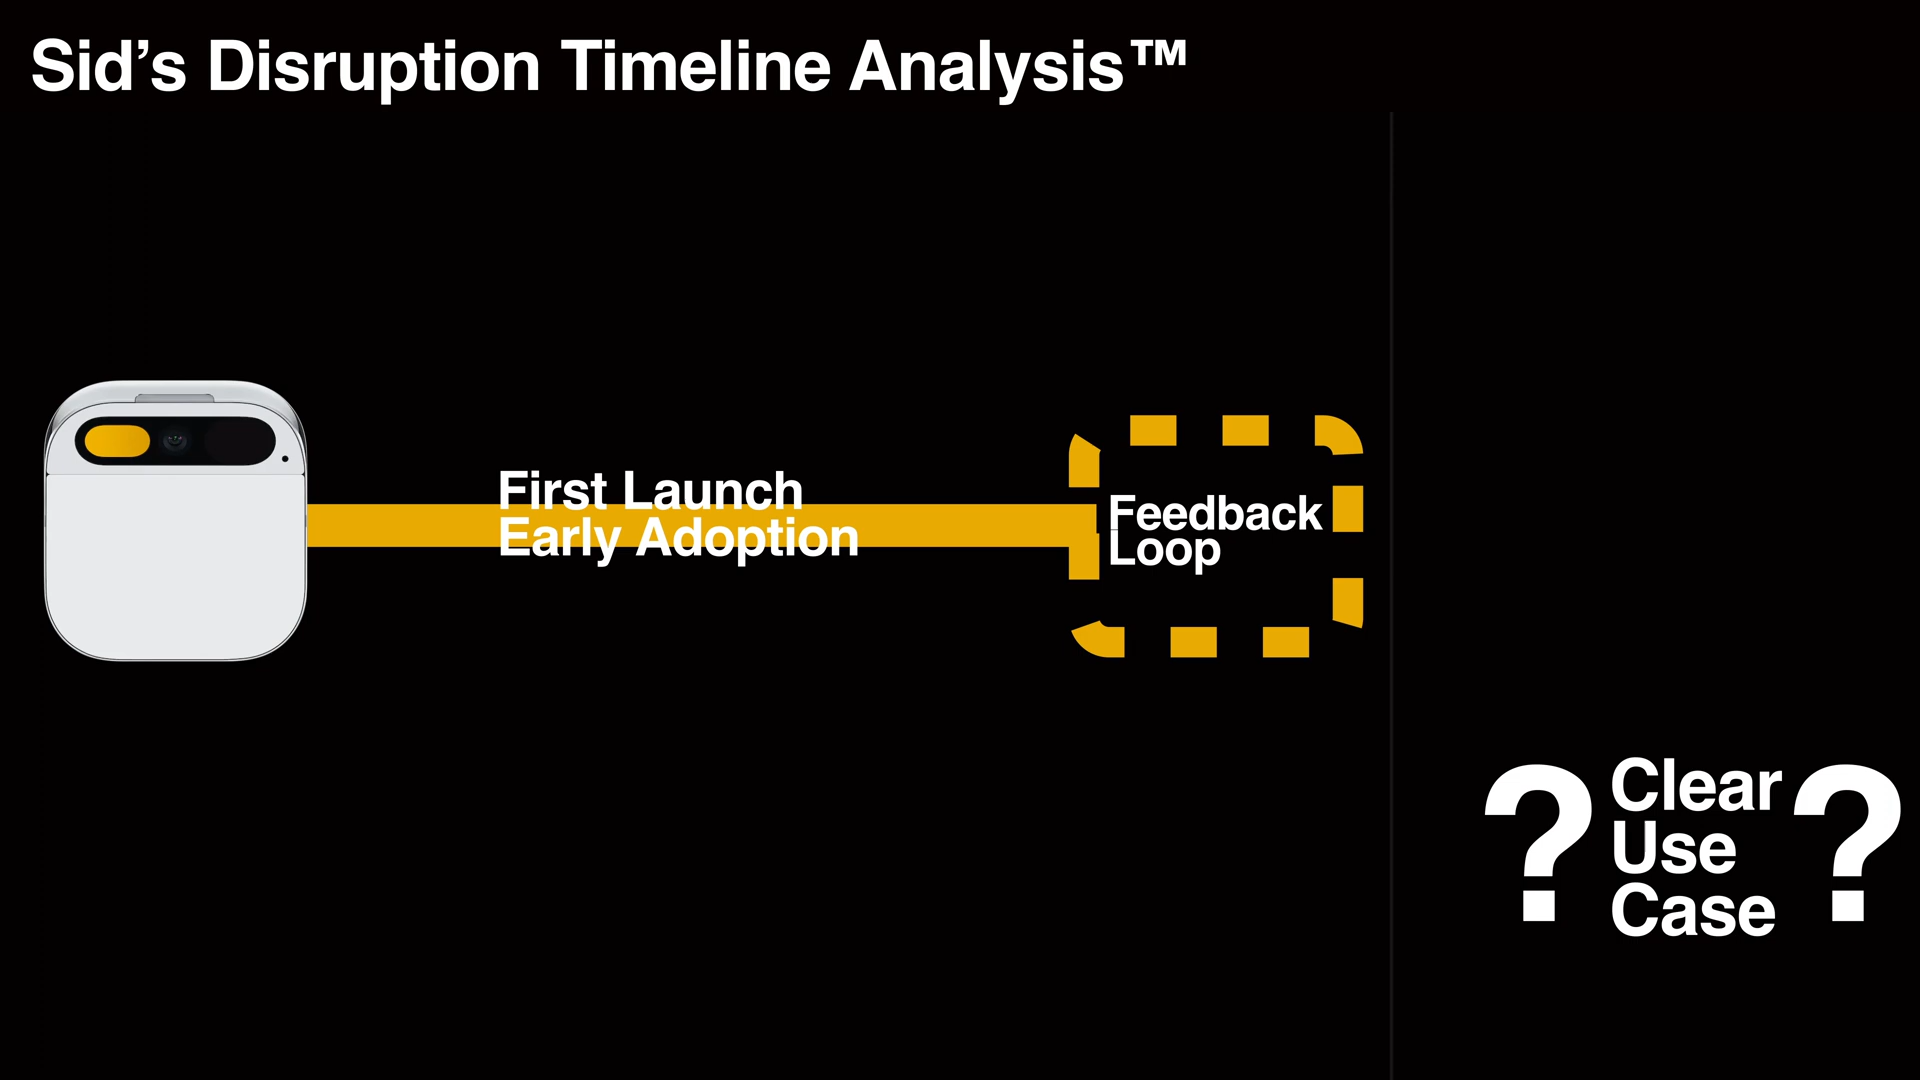 Sid’s Disruption Timeline Analysis™
First Launch
Early Adoption
Feedback
Loop
? Clear ?
Use
Case